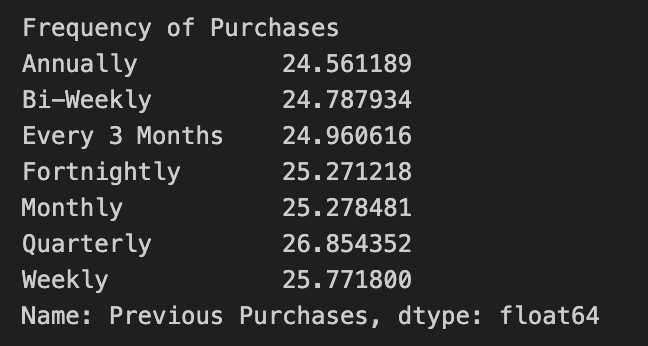 Frequency of Purchases
Annually 24.561189
Bi-Weekly 24.787934
Every 3 Months 24.960616
Fortnightly 25.271218
Monthly 25.278481
Quarterly 26.854352
Weekly 25.771800
Name: Previous Purchases, dtype: float64